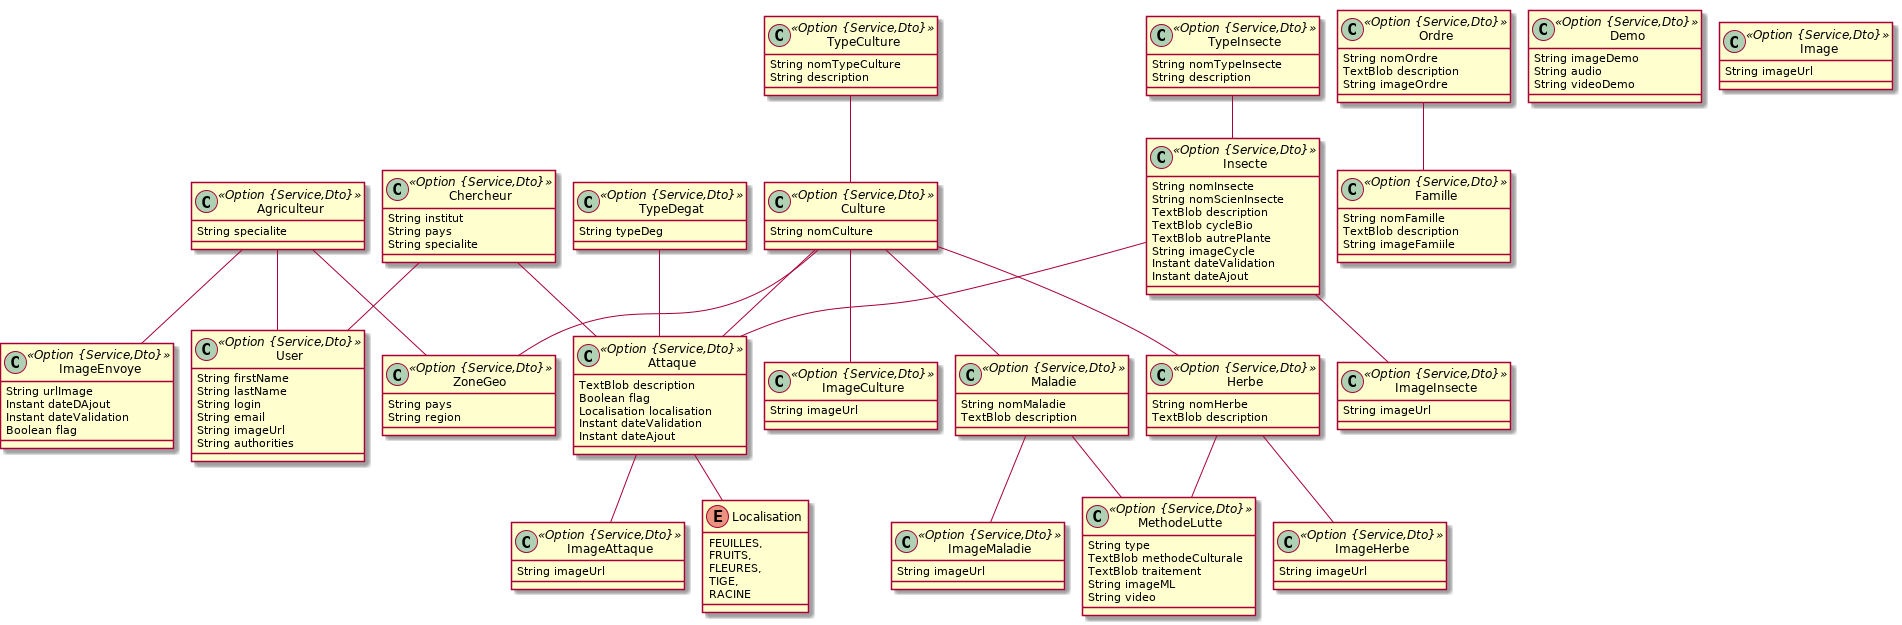 C «Option {Service,Dto}»
TypeCulture
String nomTypeCulture
String description
C «Option {Service,Dto}»
TypeInsecte
String nomTypeInsecte
String description
C «Option {Service,Dto}»
Ordre
String nomOrdre
TextBlob description
String imageOrdre
C «Option {Service,Dto}»
Demo
String imageDemo
String audio
String videoDemo
C «Option {Service,Dto}»
Image
String imageUrl
C «Option {Service,Dto}»
Agriculteur
String specialite
C «Option {Service,Dto}»
Chercheur
String institut
String pays
String specialite
C «Option {Service,Dto}»
TypeDegat
String typeDeg
C «Option {Service,Dto}»
Culture
String nomCulture
C «Option {Service,Dto}»
Insecte
String nomInsecte
String nomScienInsecte
TextBlob description
TextBlob cycleBio
TextBlob autrePlante
String imageCycle
Instant dateValidation
Instant dateAjout
C «Option {Service,Dto}»
Famille
String nomFamille
TextBlob description
String imageFamiile
C «Option {Service,Dto}»
ImageEnvoye
String urlImage
Instant dateDAjout
Instant dateValidation
Boolean flag
C «Option {Service,Dto}»
User
String firstName
String lastName
String login
String email
String imageUrl
String authorities
C «Option {Service,Dto}»
ZoneGeo
String pays
String region
C «Option {Service,Dto}»
Attaque
TextBlob description
Boolean flag
Localisation localisation
Instant dateValidation
Instant dateAjout
C «Option {Service,Dto}»
ImageCulture
String imageUrl
C «Option {Service,Dto}»
Maladie
String nomMaladie
TextBlob description
C «Option {Service,Dto}»
Herbe
String nomHerbe
TextBlob description
C «Option {Service,Dto}»
ImageInsecte
String imageUrl
C «Option {Service,Dto}»
ImageAttaque
String imageUrl
E Localisation
FEUILLES,
FRUITS,
FLEURES,
TIGE,
RACINE
C «Option {Service,Dto}»
ImageMaladie
String imageUrl
C «Option {Service,Dto}»
MethodeLutte
String type
TextBlob methodeCulturale
TextBlob traitement
String imageML
String video
C «Option {Service,Dto}»
ImageHerbe
String imageUrl